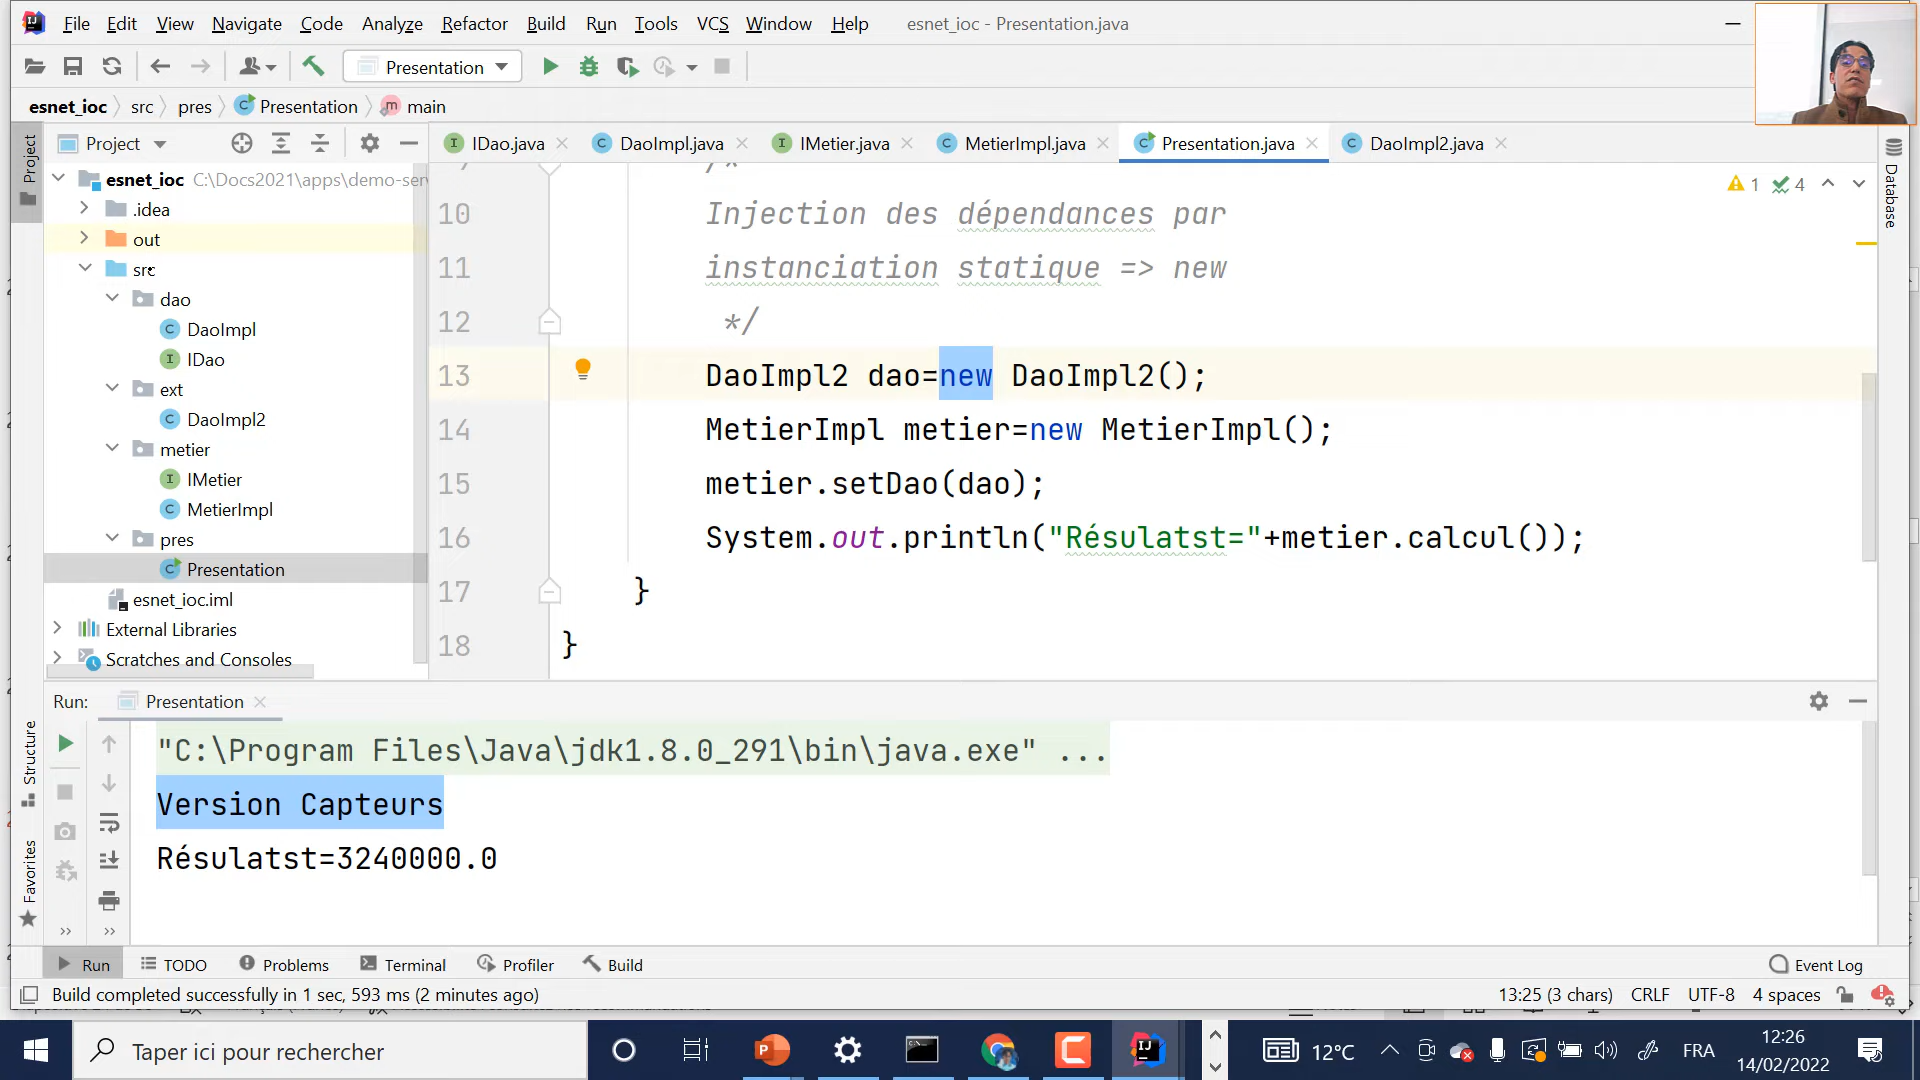 File Edit View Navigate Code Analyze Refactor Build Run Tools VCS Window Help esnet_ioc - Presentation.java
Presentation
esnet_ioc src pres Presentation main
Project
IDao.java DaoImpl.java IMetier.java MetierImpl.java Presentation.java DaoImpl2.java
Project
Structure
Favorites
Database
esnet_ioc C:\Docs2021\apps\demo-ser
.idea
out
src
dao
DaoImpl
IDao
ext
DaoImpl2
metier
IMetier
MetierImpl
pres
Presentation
esnet_ioc.iml
External Libraries
Scratches and Consoles
1 4
/*
10 Injection des dépendances par
11 instanciation statique => new
12 */
13 DaoImpl2 dao=new DaoImpl2();
14 MetierImpl metier=new MetierImpl();
15 metier.setDao(dao);
16 System.out.println("Résulatst="+metier.calcul());
17 }
18 }
Run: Presentation
"C:\Program Files\Java\jdk1.8.0_291\bin\java.exe" ...
Version Capteurs
Résulatst=3240000.0
Run TODO Problems Terminal Profiler Build Event Log
Build completed successfully in 1 sec, 593 ms (2 minutes ago) 13:25 (3 chars) CRLF UTF-8 4 spaces
Taper ici pour rechercher
12°C
FRA
12:26
14/02/2022